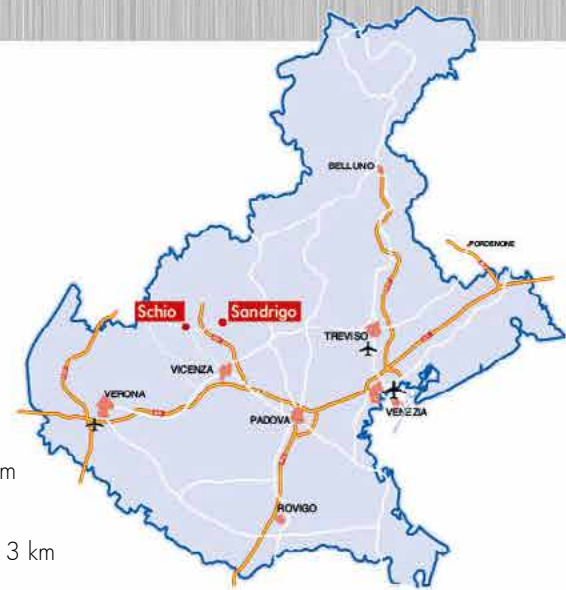 BELLUNO
PORDENONE
Schio
Sandrigo
TREVISO
VICENZA
VERONA
VENEZIA
PADOVA
m
ROVIGO
3 km